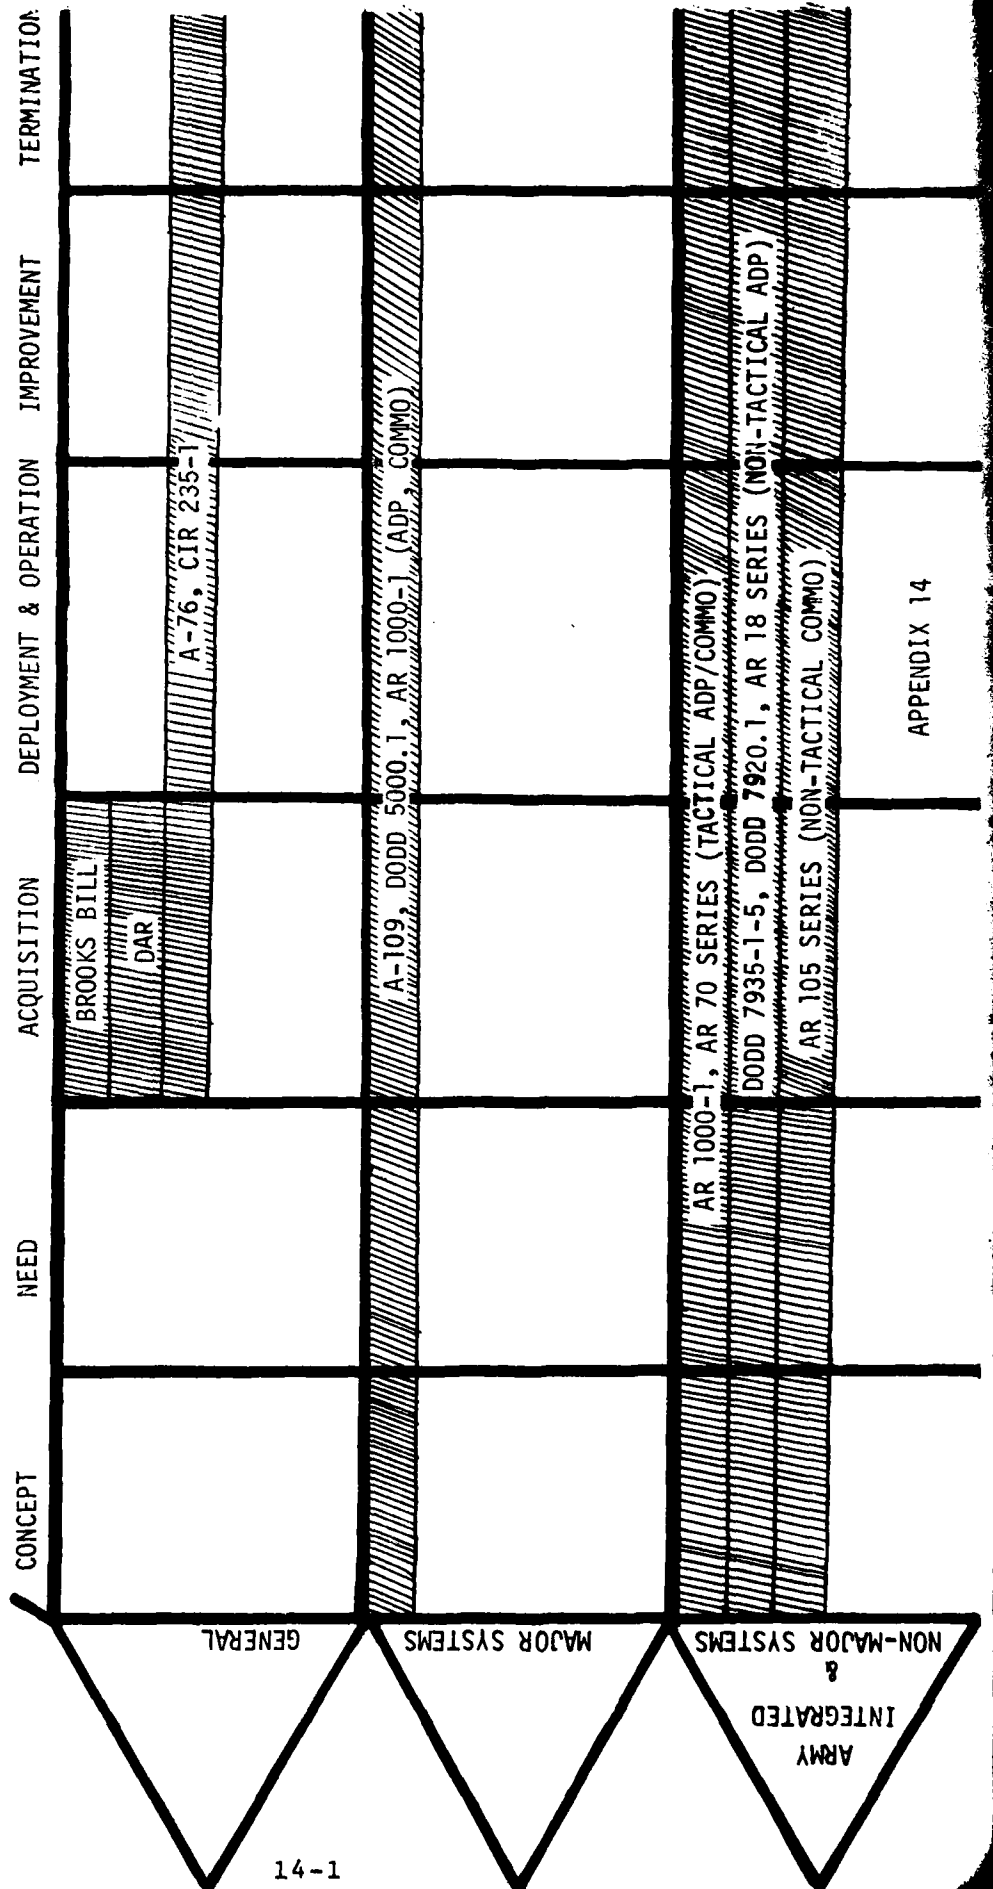 CONCEPT
NEED
ACQUISITION
DEPLOYMENT & OPERATION
IMPROVEMENT
TERMINATION
GENERAL
BROOKS BILL
DAR
A-76, CIR 235-1
MAJOR SYSTEMS
A-109, DODD 5000.1, AR 1000-1 (ADP, COMMO)
ARMY
INTEGRATED
&
NON-MAJOR SYSTEMS
AR 1000-1, AR 70 SERIES (TACTICAL ADP/COMMO)
DODD 7935-1-5, DODD 7920.1, AR 18 SERIES (NON-TACTICAL ADP)
AR 105 SERIES (NON-TACTICAL COMMO)
APPENDIX 14
14-1